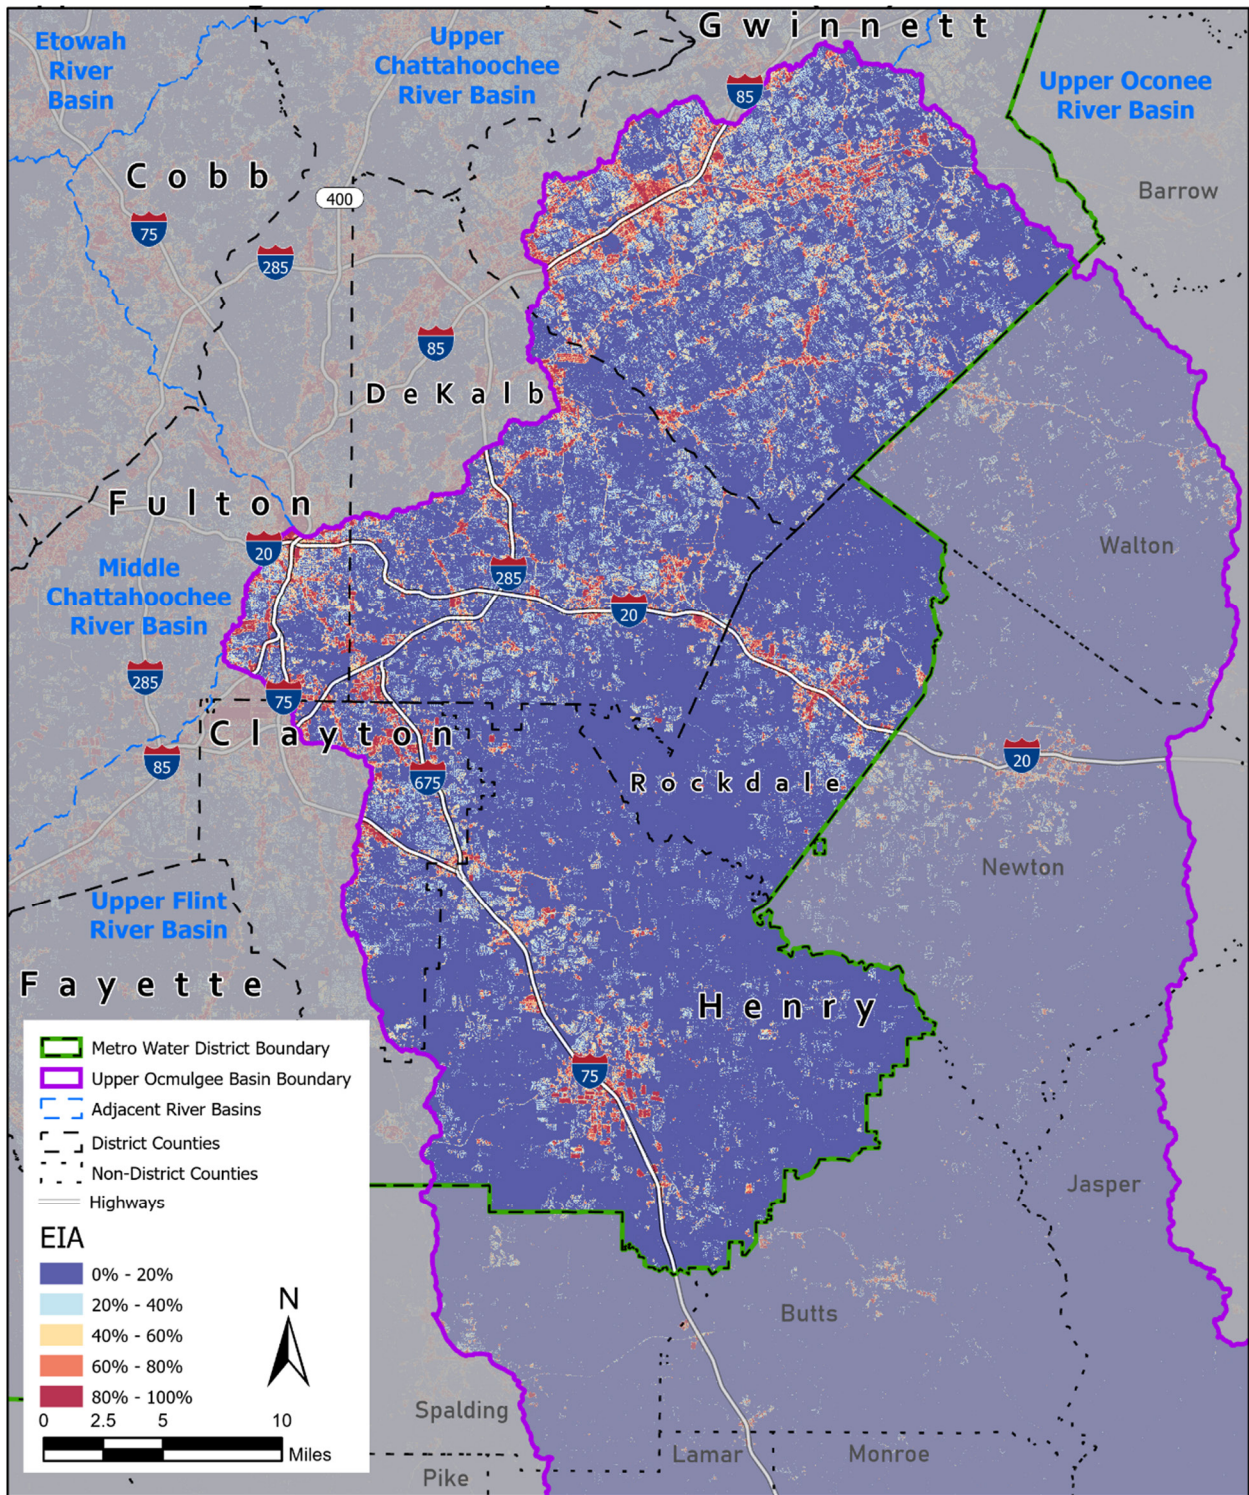 Gwinnett
Etowah
River
Basin
Upper
Chattahoochee
River Basin
85
Upper Oconee
River Basin
Cobb
400
Barrow
75
285
85
DeKalb
Fulton
20
Walton
Middle
Chattahoochee
River Basin
285
20
285
75
Clayton
85
675
Rockdale
20
Newton
Upper Flint
River Basin
Fayette
Henry
75
Metro Water District Boundary
Upper Ocmulgee Basin Boundary
Adjacent River Basins
District Counties
Non-District Counties
Highways
EIA
0% - 20%
20% - 40%
40% - 60%
60% - 80%
80% - 100%
N
0 2.5 5 10
Miles
Jasper
Butts
Spalding
Lamar
Monroe
Pike